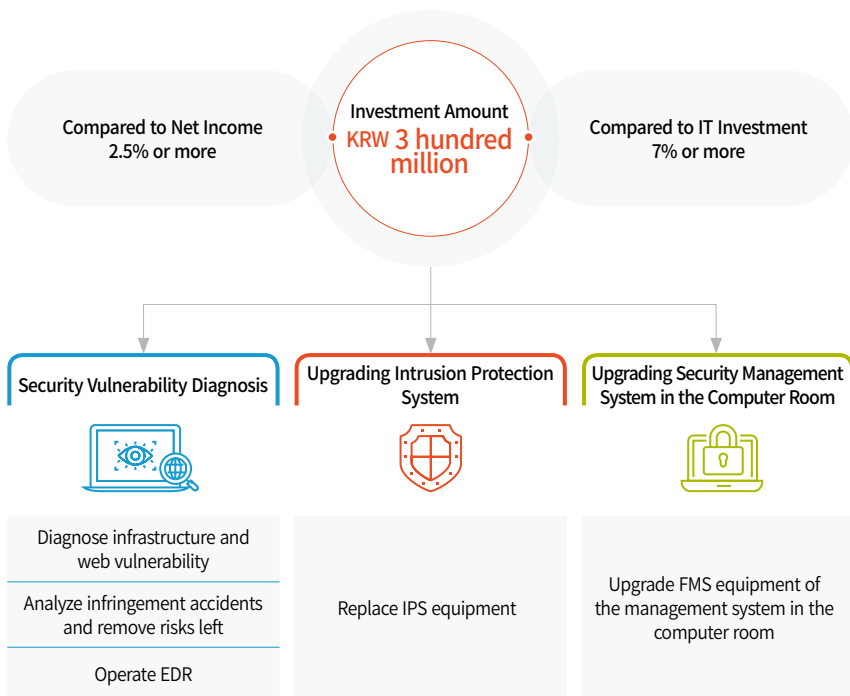 Compared to Net Income
2.5% or more
Investment Amount
KRW 3 hundred
million
Compared to IT Investment
7% or more
Security Vulnerability Diagnosis
Upgrading Intrusion Protection
System
Upgrading Security Management
System in the Computer Room
Diagnose infrastructure and
web vulnerability
Analyze infringement accidents
and remove risks left
Operate EDR
Replace IPS equipment
Upgrade FMS equipment of
the management system in the
computer room